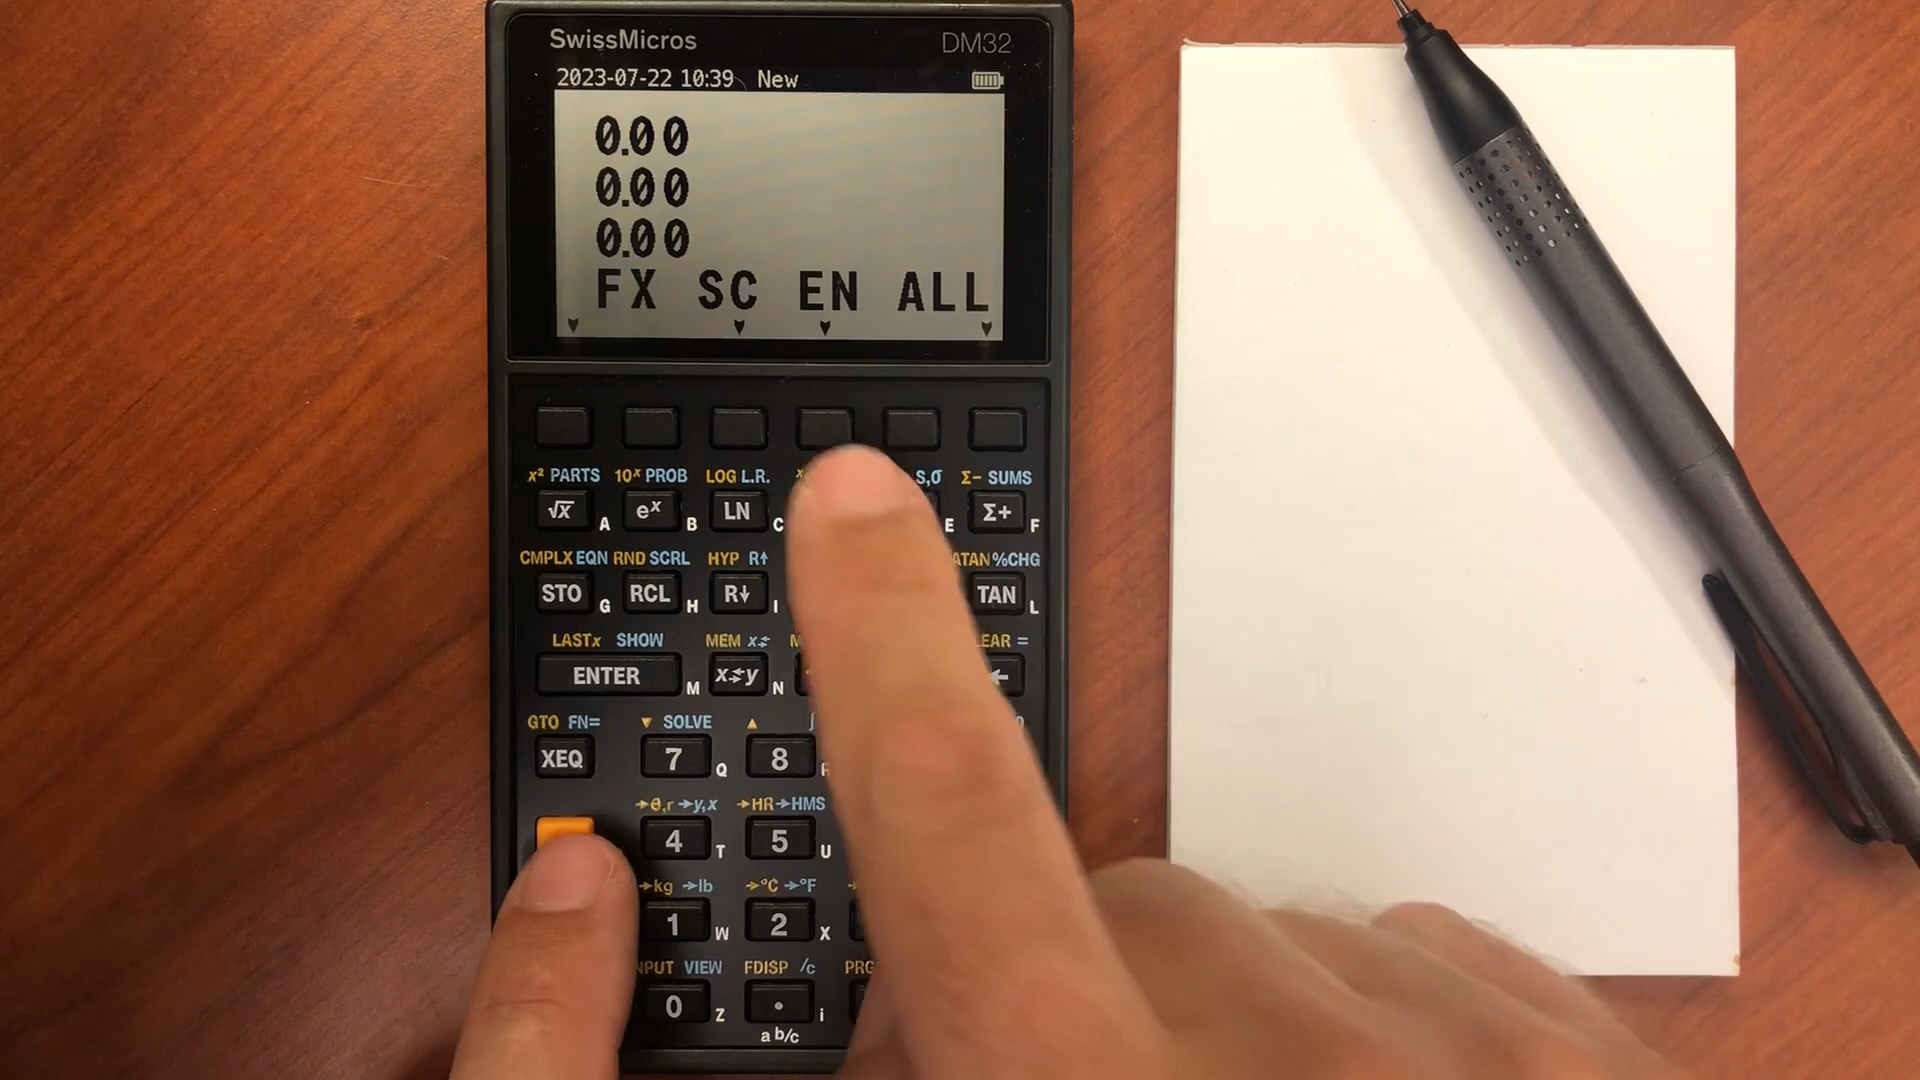 SwissMicros DM32
2023-07-22 10:39 New
0.00
0.00
0.00
FX SC EN ALL
x² PARTS 10ˣ PROB LOG L.R. S,σ Σ− SUMS
√x A eˣ B LN C E Σ+ F
CMPLX EQN RND SCRL HYP R↑ ATAN %CHG
STO G RCL H R↓ I TAN L
LASTx SHOW MEM x≶ =
ENTER M x≶y N ←
GTO FN= ▼ SOLVE ▲
XEQ 7 Q 8
→θ,r →y,x →HR →HMS
4 T 5 U
→kg →lb →°C →°F
1 W 2 X
VIEW FDISP /c
0 Z . i
a b/c